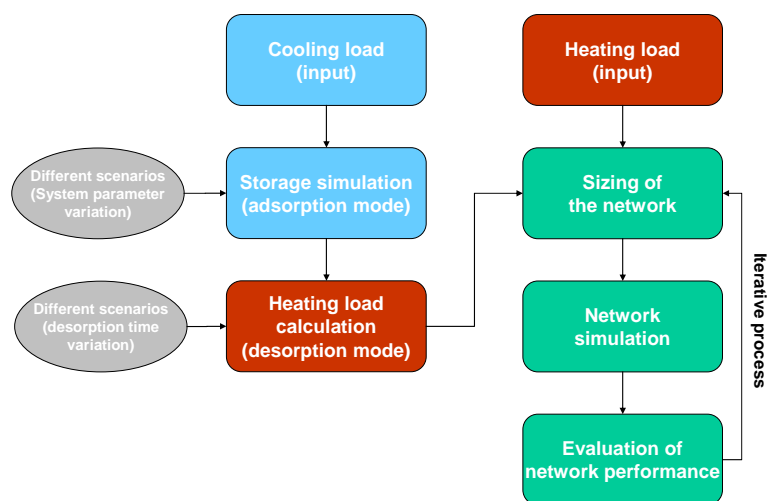 Cooling load
(input)
Heating load
(input)
Different scenarios
(System parameter
variation)
Storage simulation
(adsorption mode)
Sizing of
the network
Different scenarios
(desorption time
variation)
Heating load
calculation
(desorption mode)
Network
simulation
Iterative process
Evaluation of
network performance